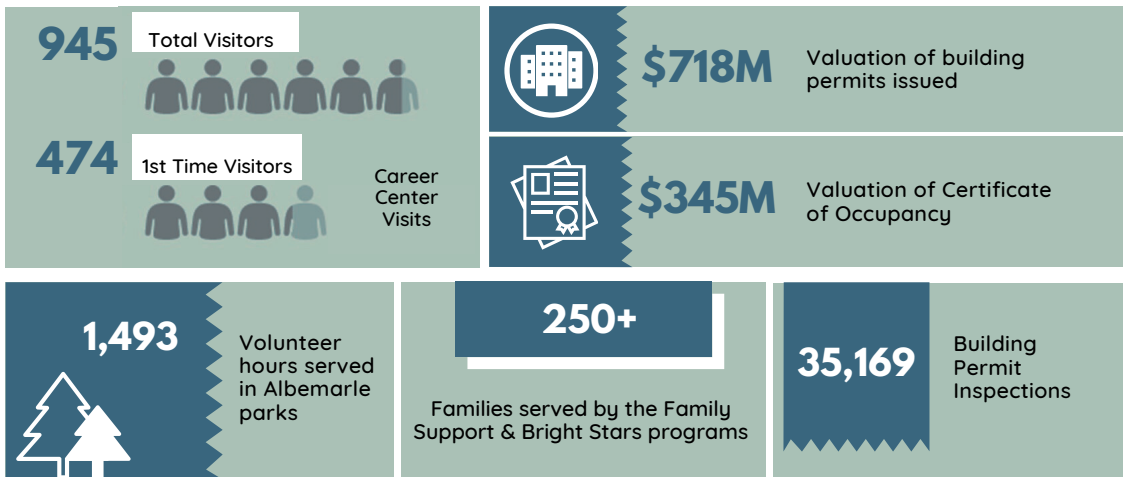 945
Total Visitors
474
1st Time Visitors
Career
Center
Visits
$718M
Valuation of building
permits issued
$345M
Valuation of Certificate
of Occupancy
1,493
Volunteer
hours served
in Albemarle
parks
250+
Families served by the Family
Support & Bright Stars programs
35,169
Building
Permit
Inspections